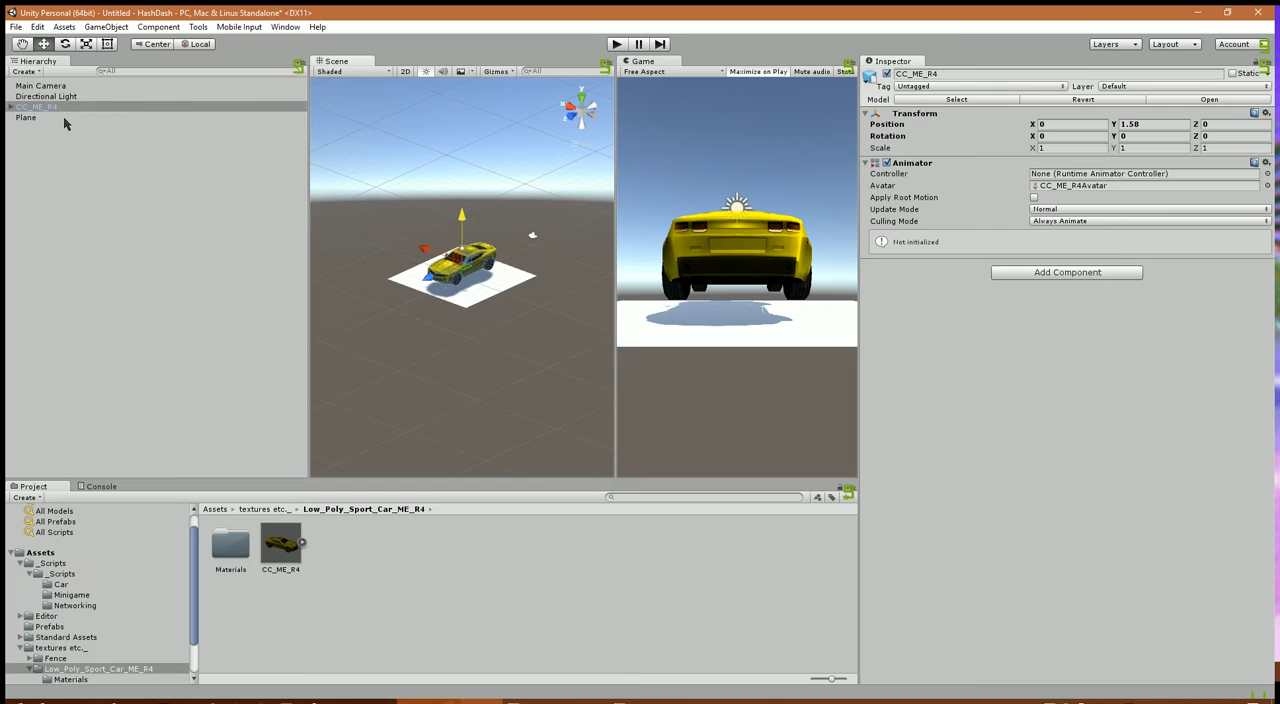 Unity Personal (64bit) - Untitled - HashDash - PC, Mac & Linux Standalone* <DX11>
File Edit Assets GameObject Component Tools Mobile Input Window Help
Center Local Layers Layout Account
Hierarchy
Create All
Main Camera
Directional Light
CC_ME_R4
Plane
Scene
Shaded 2D Gizmos All
y
x
z
Game
Free Aspect Maximize on Play Mute audio Stats
Inspector
CC_ME_R4 Static
Tag Untagged Layer Default
Model Select Revert Open
Transform
Position X 0 Y 1.58 Z 0
Rotation X 0 Y 0 Z 0
Scale X 1 Y 1 Z 1
Animator
Controller None (Runtime Animator Controller)
Avatar CC_ME_R4Avatar
Apply Root Motion
Update Mode Normal
Culling Mode Always Animate
Not initialized
Add Component
Project Console
Create
All Models
All Prefabs
All Scripts
Assets
_Scripts
_Scripts
Car
Minigame
Networking
Editor
Prefabs
Standard Assets
textures etc._
Fence
Low_Poly_Sport_Car_ME_R4
Materials
Assets textures etc._ Low_Poly_Sport_Car_ME_R4
Materials CC_ME_R4